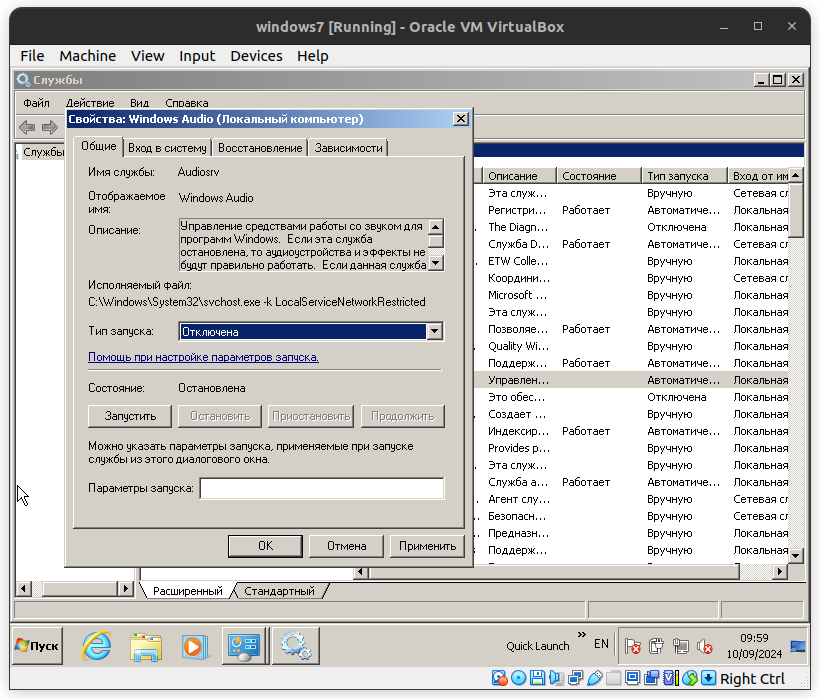 windows7 [Running] - Oracle VM VirtualBox
File Machine View Input Devices Help
Службы
Файл Действие Вид Справка
Свойства: Windows Audio (Локальный компьютер)
Службы
Общие Вход в систему Восстановление Зависимости
Имя службы: Audiosrv
Отображаемое имя: Windows Audio
Описание: Управление средствами работы со звуком для
программ Windows. Если эта служба
остановлена, то аудиоустройства и эффекты не
будут правильно работать. Если данная служба
Исполняемый файл:
C:\Windows\System32\svchost.exe -k LocalServiceNetworkRestricted
Тип запуска: Отключена
Помощь при настройке параметров запуска.
Состояние: Остановлена
Запустить Остановить Приостановить Продолжить
Можно указать параметры запуска, применяемые при запуске
службы из этого диалогового окна.
Параметры запуска:
OK Отмена Применить
Описание Состояние Тип запуска Вход от им
Эта служ... Вручную Сетевая сл
Регистри... Работает Автоматиче... Локальная
The Diagn... Отключена Локальная
Служба D... Работает Автоматиче... Сетевая сл
ETW Colle... Вручную Локальная
Координи... Вручную Сетевая сл
Microsoft ... Вручную Локальная
Эта служ... Вручную Локальная
Позволяе... Работает Автоматиче... Локальная
Quality Wi... Вручную Локальная
Поддерж... Работает Автоматиче... Локальная
Управлен... Автоматиче... Локальная
Это обес... Отключена Локальная
Создает ... Вручную Локальная
Индексир... Работает Автоматиче... Локальная
Provides p... Вручную Локальная
Эта служ... Вручную Локальная
Служба а... Работает Автоматиче... Локальная
Агент слу... Вручную Сетевая сл
Безопасн... Вручную Сетевая сл
Предназн... Вручную Локальная
Поддерж... Вручную Локальная
Расширенный Стандартный
Пуск
Quick Launch » EN
09:59
10/09/2024
Right Ctrl